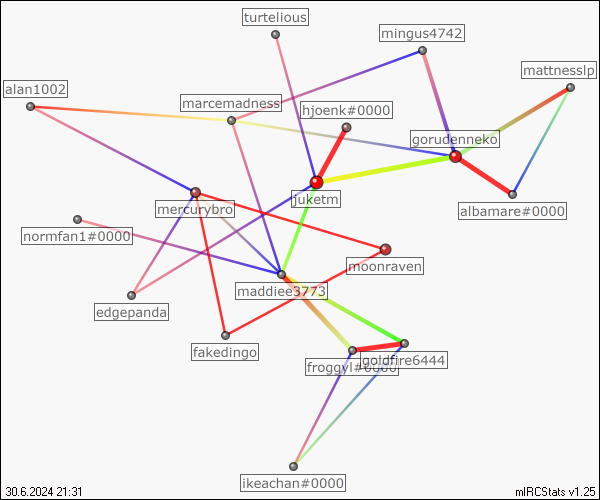 turtelious
mingus4742
mattnesslp
alan1002
marcemadness
hjoenk#0000
gorudenneko
juketm
mercurybro
albamare#0000
normfan1#0000
moonraven
maddiee3773
edgepanda
fakedingo
goldfire6444
froggyl#0000
ikeachan#0000
30.6.2024 21:31
mIRCStats v1.25